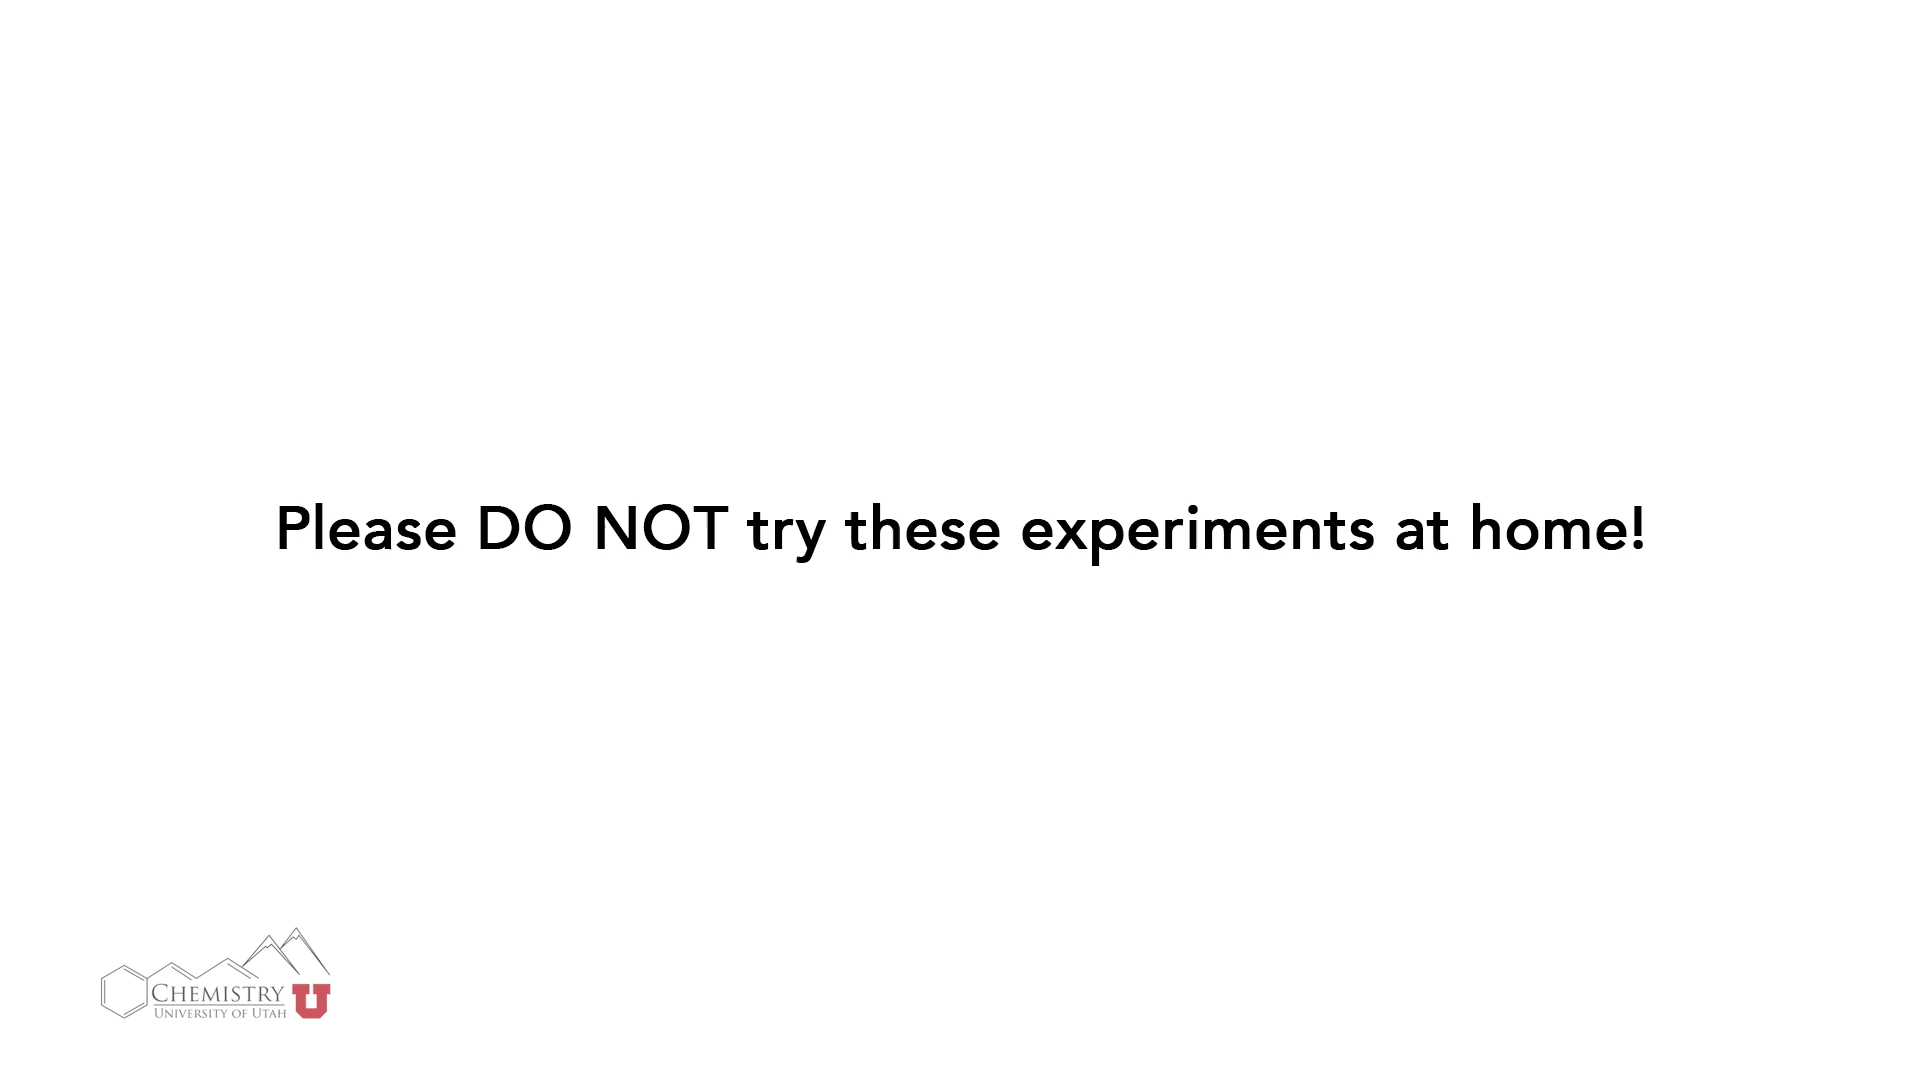 Please DO NOT try these experiments at home!
CHEMISTRY U
UNIVERSITY OF UTAH